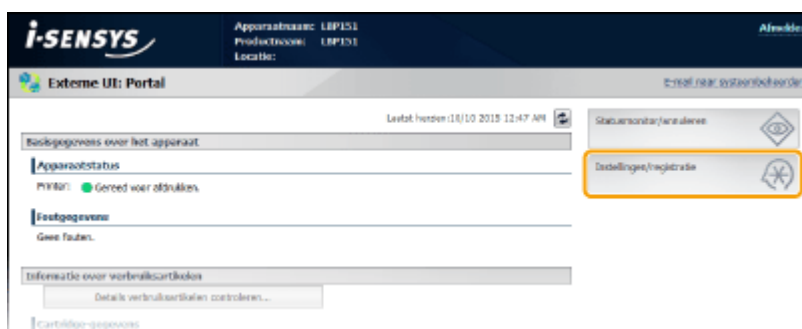 i-SENSYS
Apparaatnaam: LBP151
Productnaam: LBP151
Locatie:
Afmelde
Externe UI: Portal
E-mail naar systeembeheerder
Laatst herzien :10/10 2015 12:47 AM
Basisgegevens over het apparaat
Apparaatstatus
Printer: Gereed voor afdrukken.
Foutgegevens
Geen fouten.
Informatie over verbruiksartikelen
Details verbruiksartikelen controleren...
Cartridge-gegevens
Statusmonitor/annuleren
Instellingen/registratie